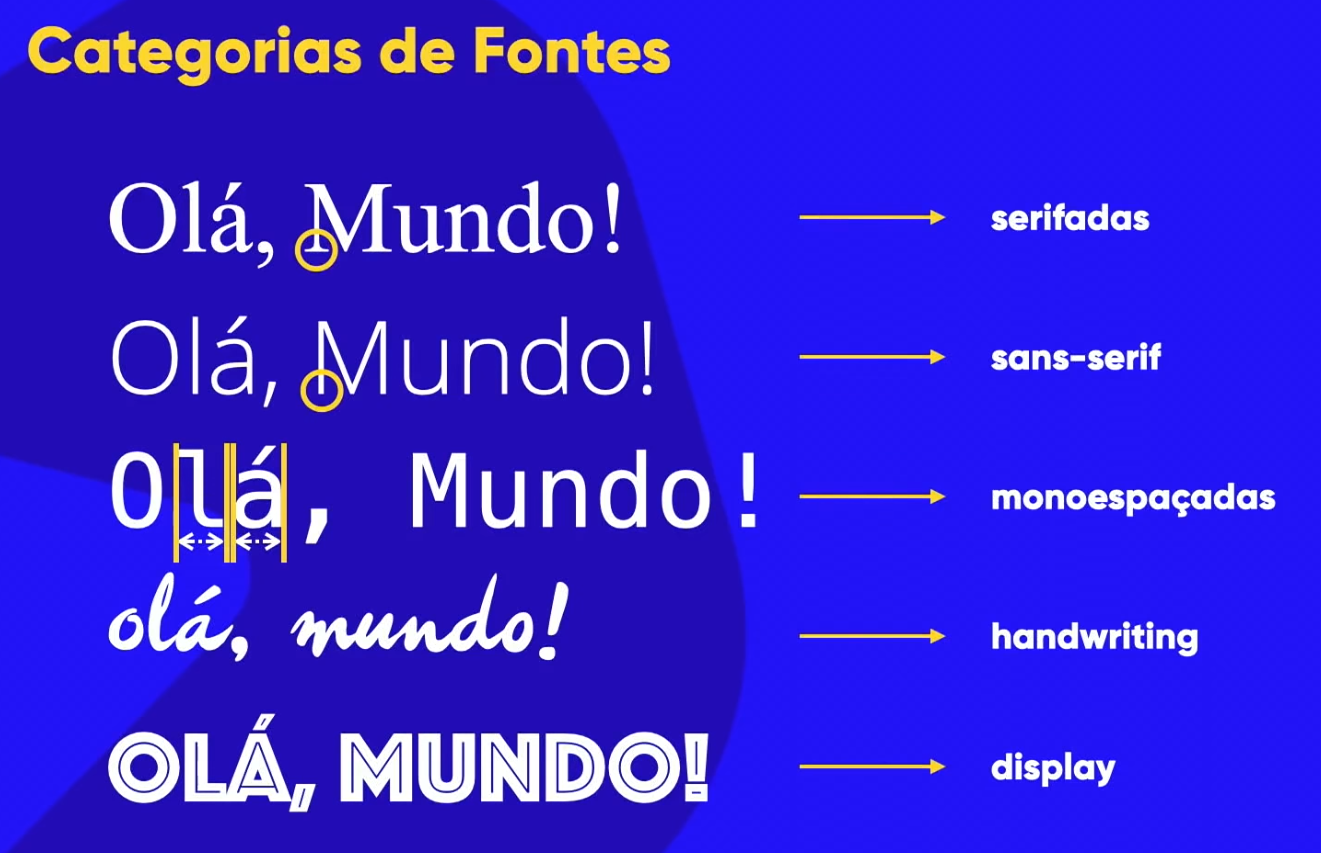 Categorias de Fontes
Olá, Mundo! serifadas
Olá, Mundo! sans-serif
Olá, Mundo! monoespaçadas
olá, mundo! handwriting
OLÁ, MUNDO! display